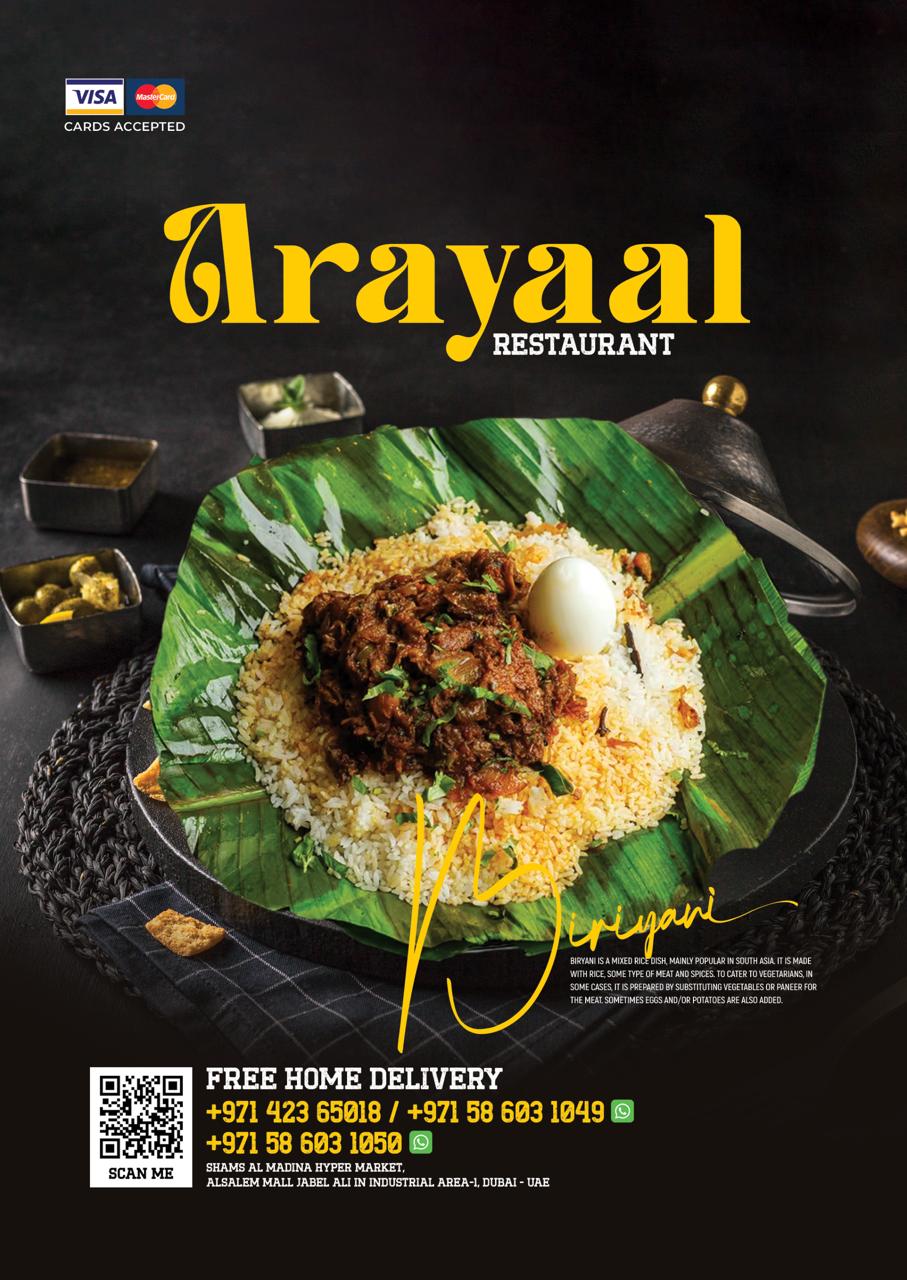 VISA MasterCard
CARDS ACCEPTED
Arayaal
RESTAURANT
Biriyani
BIRYANI IS A MIXED RICE DISH, MAINLY POPULAR IN SOUTH ASIA. IT IS MADE
WITH RICE, SOME TYPE OF MEAT AND SPICES. TO CATER TO VEGETARIANS, IN
SOME CASES, IT IS PREPARED BY SUBSTITUTING VEGETABLES OR PANEER FOR
THE MEAT. SOMETIMES EGGS AND/OR POTATOES ARE ALSO ADDED.
FREE HOME DELIVERY
+971 423 65018 / +971 58 603 1049
+971 58 603 1050
SCAN ME
SHAMS AL MADINA HYPER MARKET,
ALSALEM MALL JABEL ALI IN INDUSTRIAL AREA-1, DUBAI - UAE